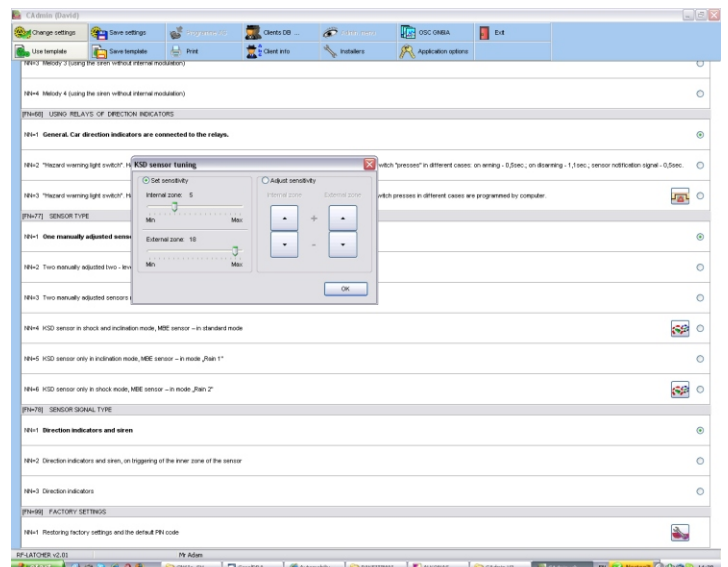 CAdmin (David)
Change settings
Save settings
Clients DB ...
OSC OMBA
Exit
Use template
Save template
Print
Client info
Installers
Application options
NN=3 Melody 3 (using the siren without internal modulation)
NN=4 Melody 4 (using the siren without internal modulation)
[FN=68] USING RELAYS OF DIRECTION INDICATORS
NN=1 General. Car direction indicators are connected to the relays.
NN=2 "Hazard warning light switch". H
witch "presses" in different cases: on arming - 0,5sec., on disarming - 1,1sec., sensor notification signal - 0,5sec.
NN=3 "Hazard warning light switch". H
witch presses in different cases are programmed by computer.
KSD sensor tuning
Set sensitivity
Internal zone: 6
Min Max
External zone: 18
Min Max
Adjust sensitivity
Internal zone
External zone
+
-
OK
[FN=77] SENSOR TYPE
NN=1 One manually adjusted sens
NN=2 Two manually adjusted two - leve
NN=3 Two manually adjusted sensors
NN=4 KSD sensor in shock and inclination mode, MBE sensor – in standard mode
NN=5 KSD sensor only in inclination mode, MBE sensor – in mode „Rain 1"
NN=6 KSD sensor only in shock mode, MBE sensor – in mode „Rain 2"
[FN=78] SENSOR SIGNAL TYPE
NN=1 Direction indicators and siren
NN=2 Direction indicators and siren, on triggering of the inner zone of the sensor
NN=3 Direction indicators
[FN=99] FACTORY SETTINGS
NN=1 Restoring factory settings and the default PIN code
RF-LATCHER v2.01
Mr Adam